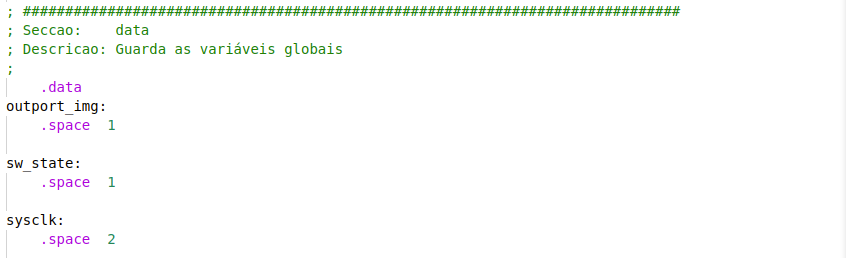 ; ##############################################################################
; Seccao:    data
; Descricao: Guarda as variáveis globais
;
    .data
outport_img:
    .space  1
sw_state:
    .space  1
sysclk:
    .space  2